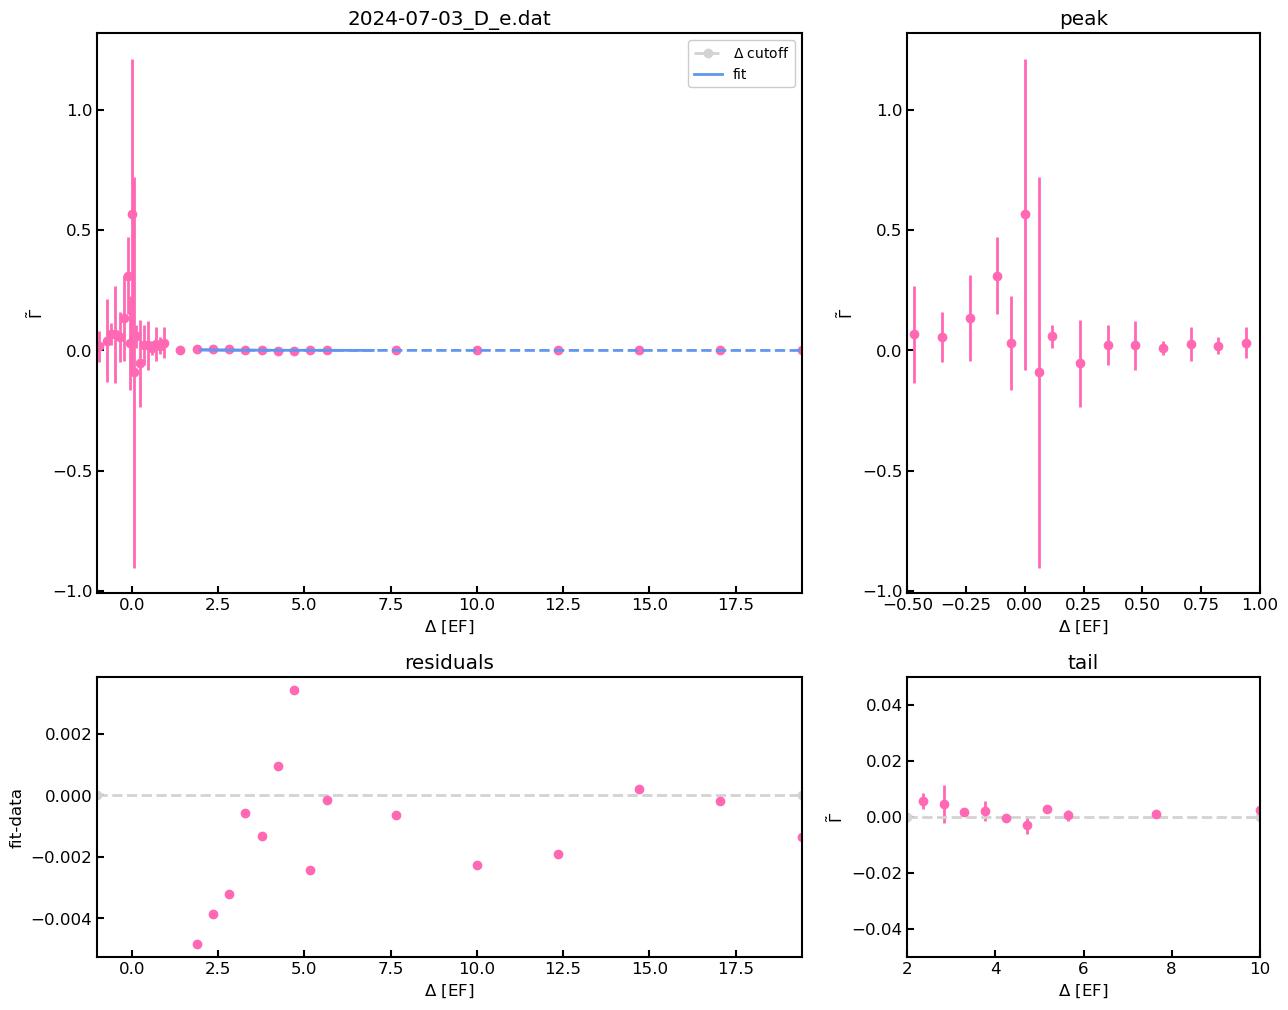 2024-07-03_D_e.dat
Δ cutoff
fit
1.0
0.5
0.0
−0.5
−1.0
Γ̃
0.0 2.5 5.0 7.5 10.0 12.5 15.0 17.5
Δ [EF]
peak
1.0
0.5
0.0
−0.5
−1.0
Γ̃
−0.50 −0.25 0.00 0.25 0.50 0.75 1.00
Δ [EF]
residuals
0.002
0.000
−0.002
−0.004
fit-data
0.0 2.5 5.0 7.5 10.0 12.5 15.0 17.5
Δ [EF]
tail
0.04
0.02
0.00
−0.02
−0.04
Γ̃
2 4 6 8 10
Δ [EF]